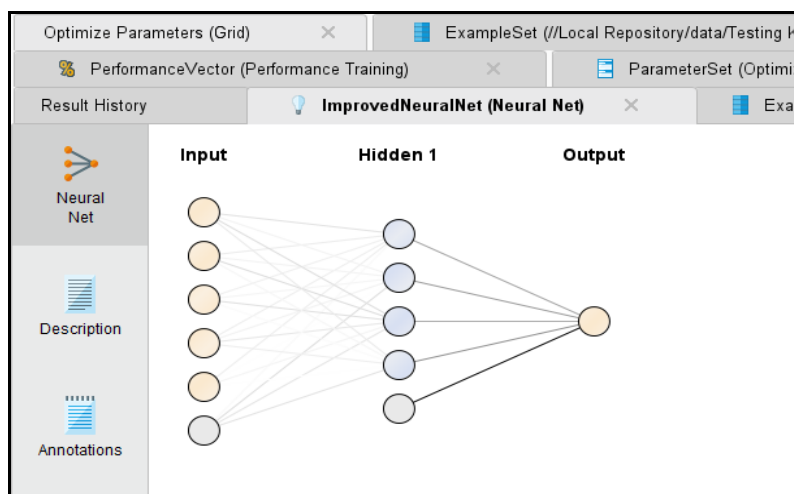 Optimize Parameters (Grid)
ExampleSet (//Local Repository/data/Testing
PerformanceVector (Performance Training)
ParameterSet (Optimi
Result History
ImprovedNeuralNet (Neural Net)
Exa
Input
Hidden 1
Output
Neural
Net
Description
Annotations